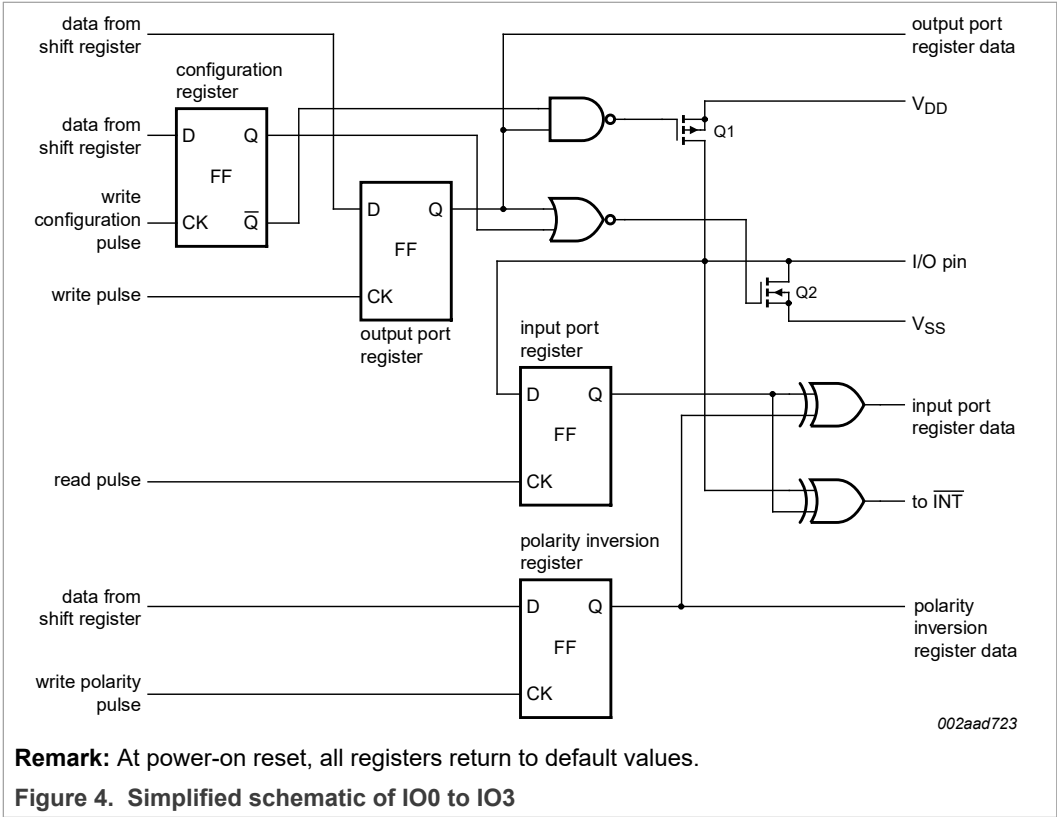 data from
shift register
output port
register data
configuration
register
VDD
Q1
data from
shift register
D Q
FF
write
configuration
pulse
CK Q
D Q
FF
CK
I/O pin
Q2
write pulse
VSS
output port
register
input port
register
D Q
FF
CK
input port
register data
read pulse
to INT
polarity inversion
register
data from
shift register
D Q
FF
CK
polarity
inversion
register data
write polarity
pulse
002aad723
Remark: At power-on reset, all registers return to default values.
Figure 4. Simplified schematic of IO0 to IO3